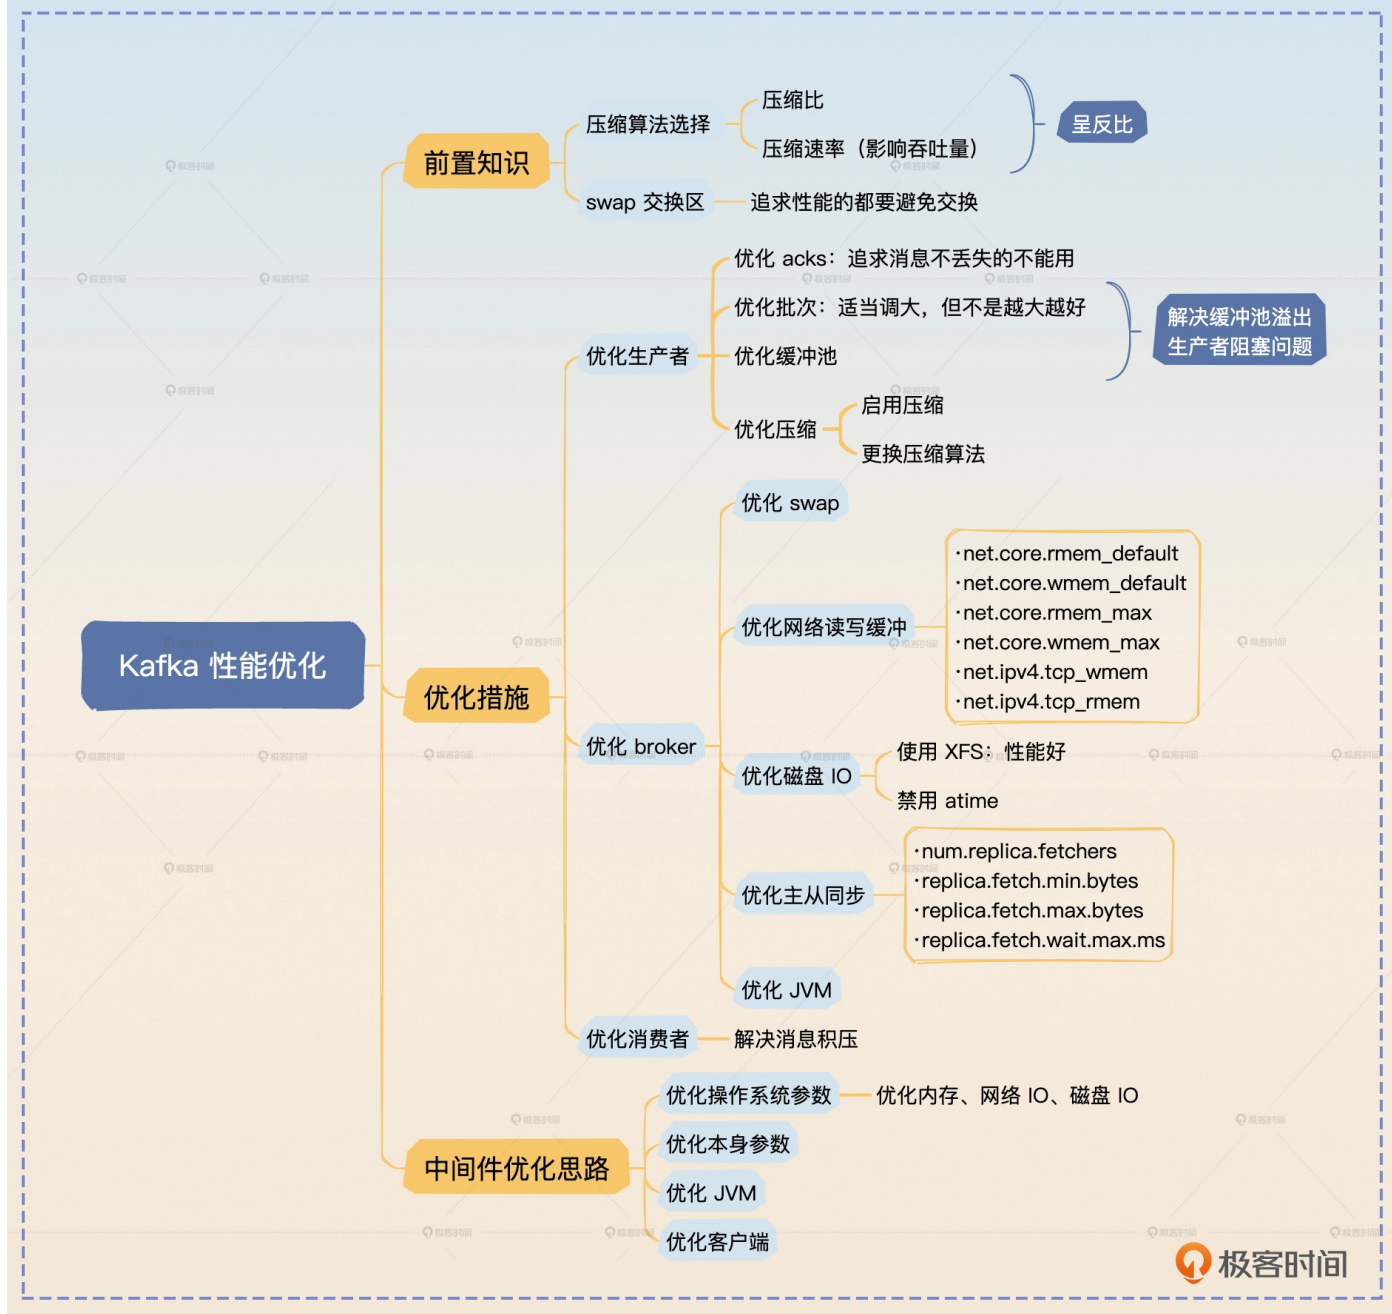 Kafka 性能优化
前置知识
压缩算法选择
压缩比
压缩速率（影响吞吐量）
呈反比
swap 交换区
追求性能的都要避免交换
优化措施
优化生产者
优化 acks：追求消息不丢失的不能用
优化批次：适当调大，但不是越大越好
优化缓冲池
解决缓冲池溢出
生产者阻塞问题
优化压缩
启用压缩
更换压缩算法
优化 broker
优化 swap
优化网络读写缓冲
·net.core.rmem_default
·net.core.wmem_default
·net.core.rmem_max
·net.core.wmem_max
·net.ipv4.tcp_wmem
·net.ipv4.tcp_rmem
优化磁盘 IO
使用 XFS：性能好
禁用 atime
优化主从同步
·num.replica.fetchers
·replica.fetch.min.bytes
·replica.fetch.max.bytes
·replica.fetch.wait.max.ms
优化 JVM
优化消费者
解决消息积压
中间件优化思路
优化操作系统参数
优化内存、网络 IO、磁盘 IO
优化本身参数
优化 JVM
优化客户端
极客时间